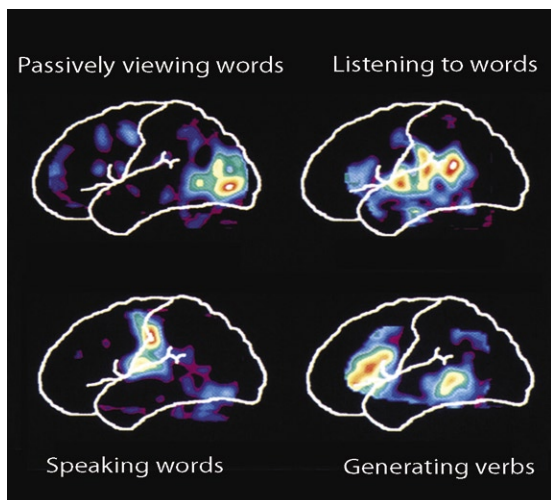 Passively viewing words
Listening to words
Speaking words
Generating verbs